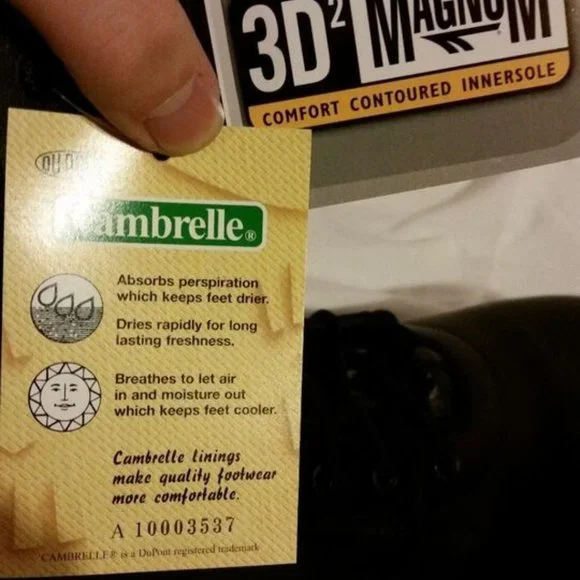 3D² MAGNUM
COMFORT CONTOURED INNERSOLE
Cambrelle®
Absorbs perspiration
which keeps feet drier.
Dries rapidly for long
lasting freshness.
Breathes to let air
in and moisture out
which keeps feet cooler.
Cambrelle linings
make quality footwear
more comfortable.
A 10003537
CAMBRELLE® is a DuPont registered trademark